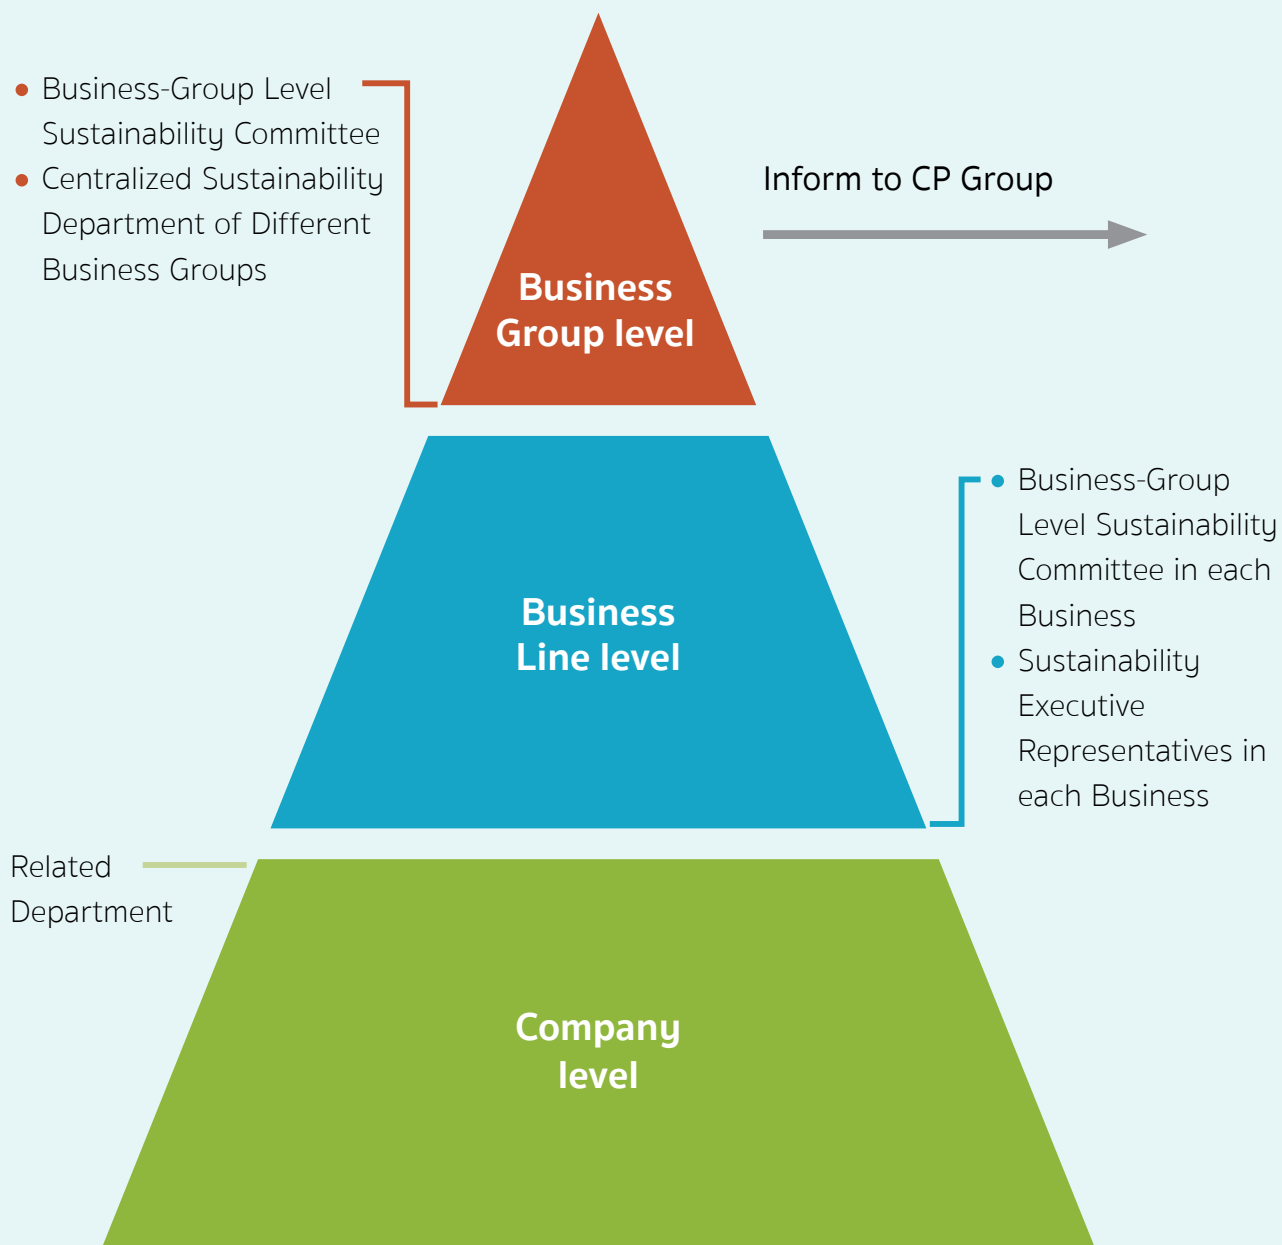 Business-Group Level
Sustainability Committee
Centralized Sustainability
Department of Different
Business Groups
Inform to CP Group
Business
Group level
Business-Group
Level Sustainability
Committee in each
Business
Sustainability
Executive
Representatives in
each Business
Business
Line level
Related
Department
Company
level